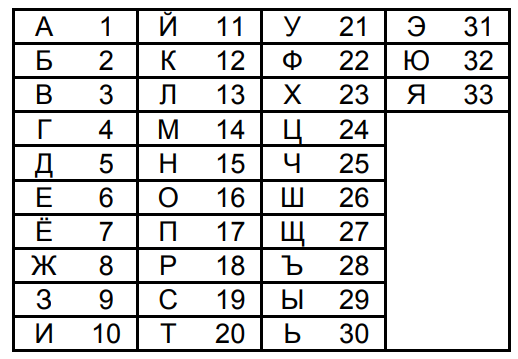 А 1 Й 11 У 21 Э 31
Б 2 К 12 Ф 22 Ю 32
В 3 Л 13 Х 23 Я 33
Г 4 М 14 Ц 24
Д 5 Н 15 Ч 25
Е 6 О 16 Ш 26
Ё 7 П 17 Щ 27
Ж 8 Р 18 Ъ 28
З 9 С 19 Ы 29
И 10 Т 20 Ь 30